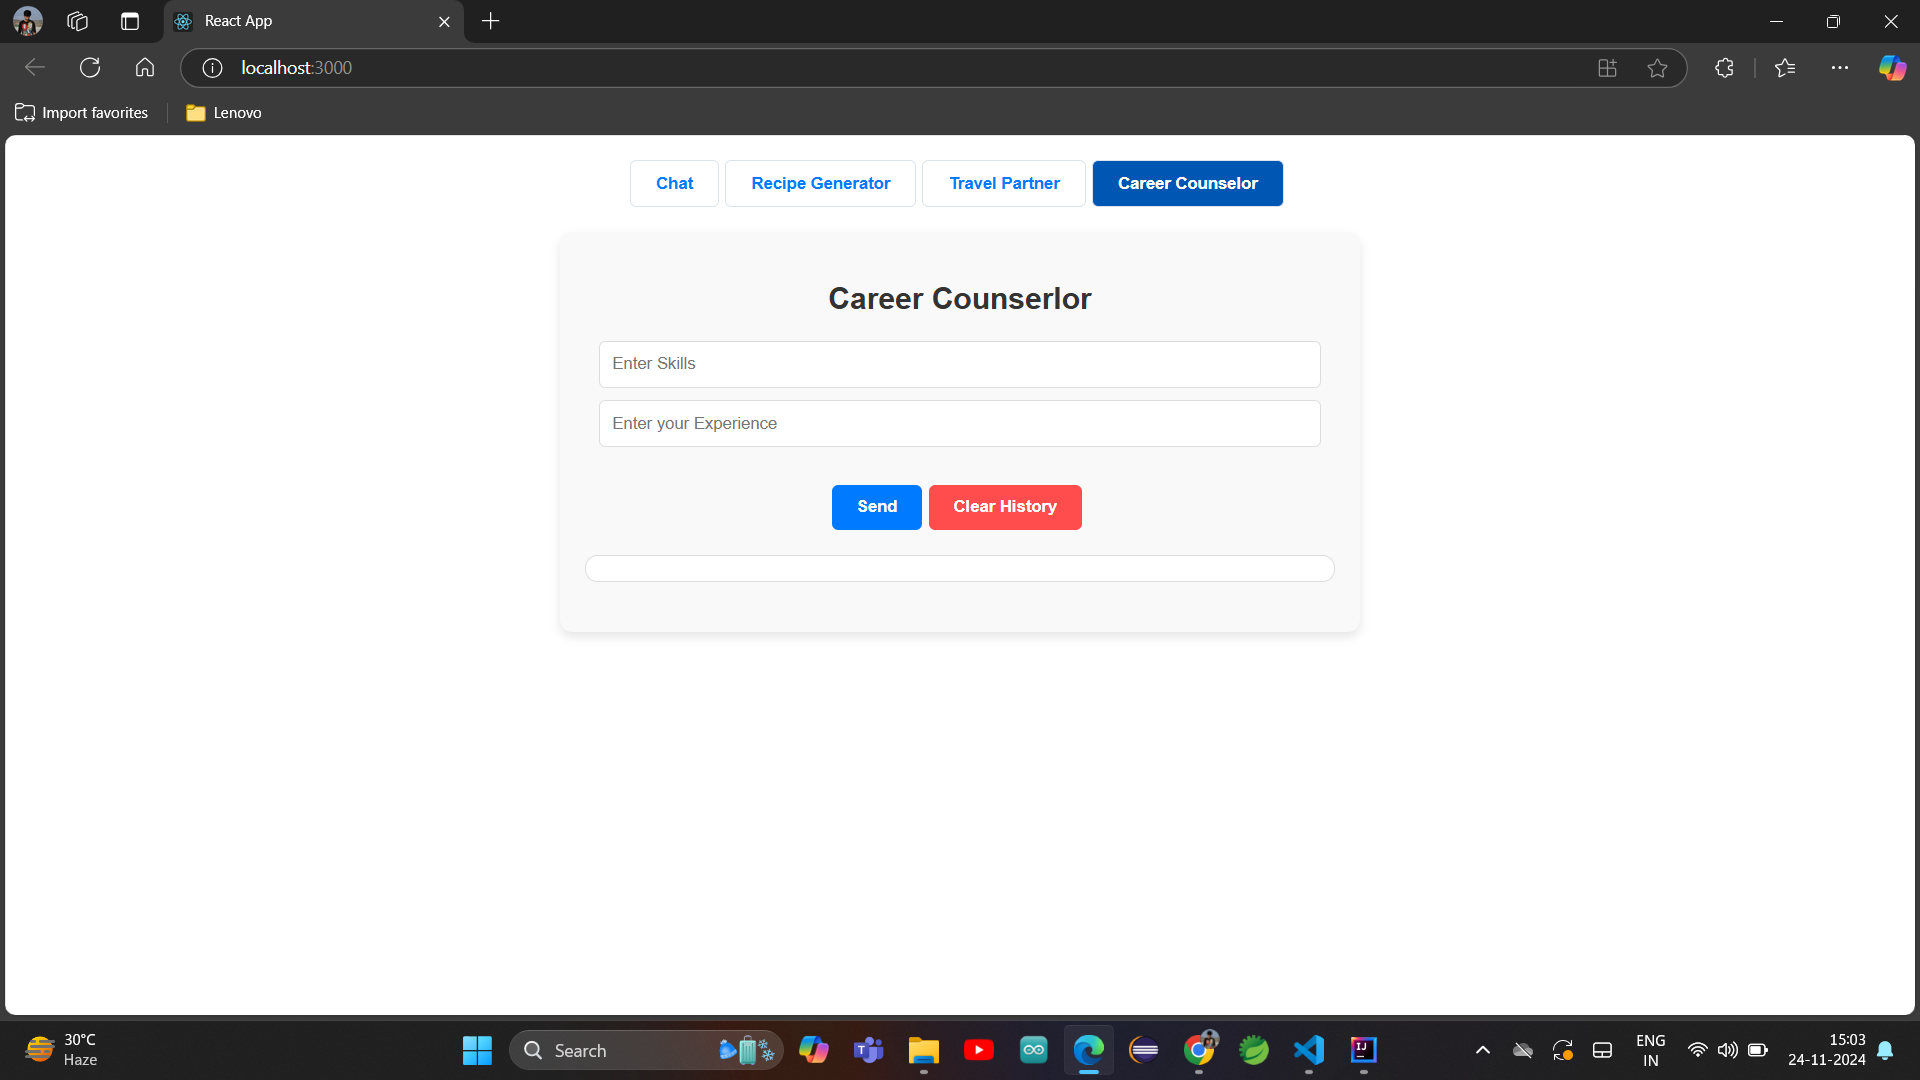 React App
localhost:3000
Import favorites
Lenovo
Chat
Recipe Generator
Travel Partner
Career Counselor
Career Counserlor
Enter Skills
Enter your Experience
Send
Clear History
30°C
Haze
Search
ENG
IN
15:03
24-11-2024